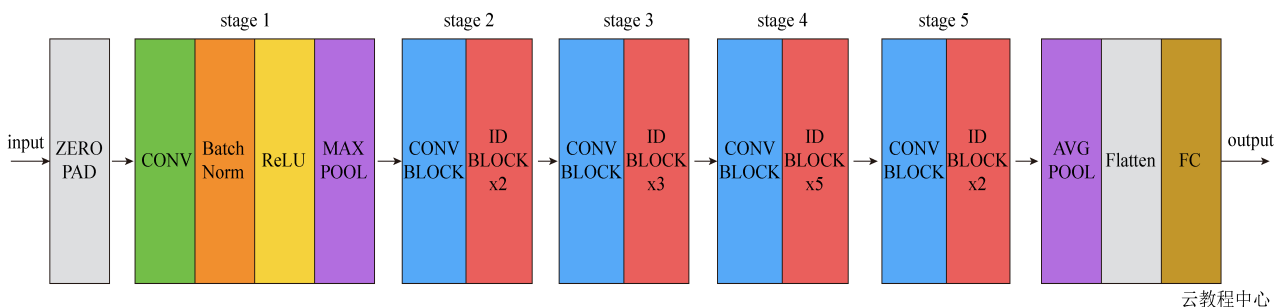 stage 1
stage 2
stage 3
stage 4
stage 5
input
ZERO
PAD
CONV
Batch
Norm
ReLU
MAX
POOL
CONV
BLOCK
ID
BLOCK
x2
CONV
BLOCK
ID
BLOCK
x3
CONV
BLOCK
ID
BLOCK
x5
CONV
BLOCK
ID
BLOCK
x2
AVG
POOL
Flatten
FC
output
云教程中心